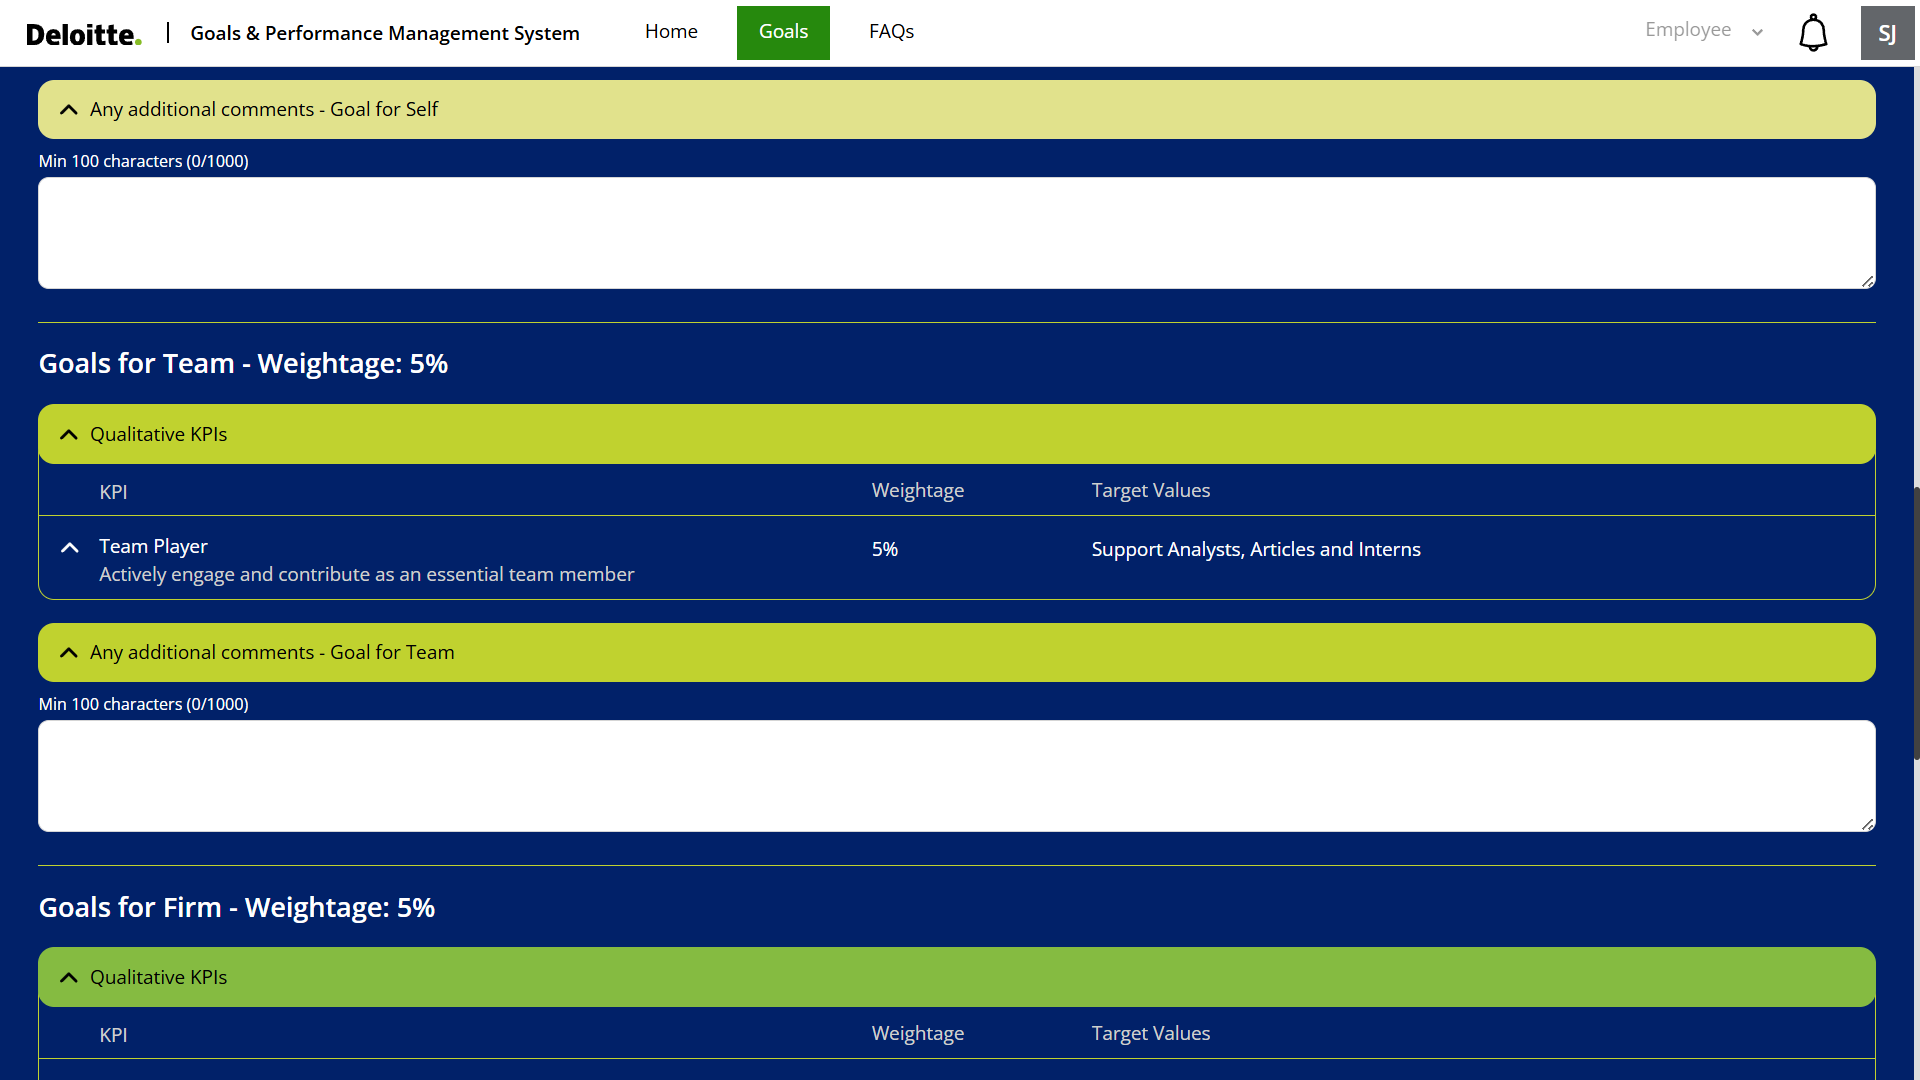 Deloitte.
Goals & Performance Management System
Home
Goals
FAQs
Employee
SJ
Any additional comments - Goal for Self
Min 100 characters (0/1000)
Goals for Team - Weightage: 5%
Qualitative KPIs
KPI Weightage Target Values
Team Player 5% Support Analysts, Articles and Interns
Actively engage and contribute as an essential team member
Any additional comments - Goal for Team
Min 100 characters (0/1000)
Goals for Firm - Weightage: 5%
Qualitative KPIs
KPI Weightage Target Values